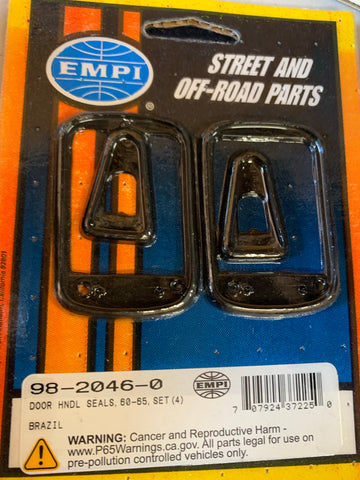 EMPI
®
STREET AND
OFF-ROAD PARTS
California 92801
98-2046-0
EMPI
DOOR HNDL SEALS, 60-65, SET(4)
7 07924 37225 0
BRAZIL
WARNING: Cancer and Reproductive Harm -
www.P65Warnings.ca.gov. All parts legal for use on
pre-pollution controlled vehicles only.